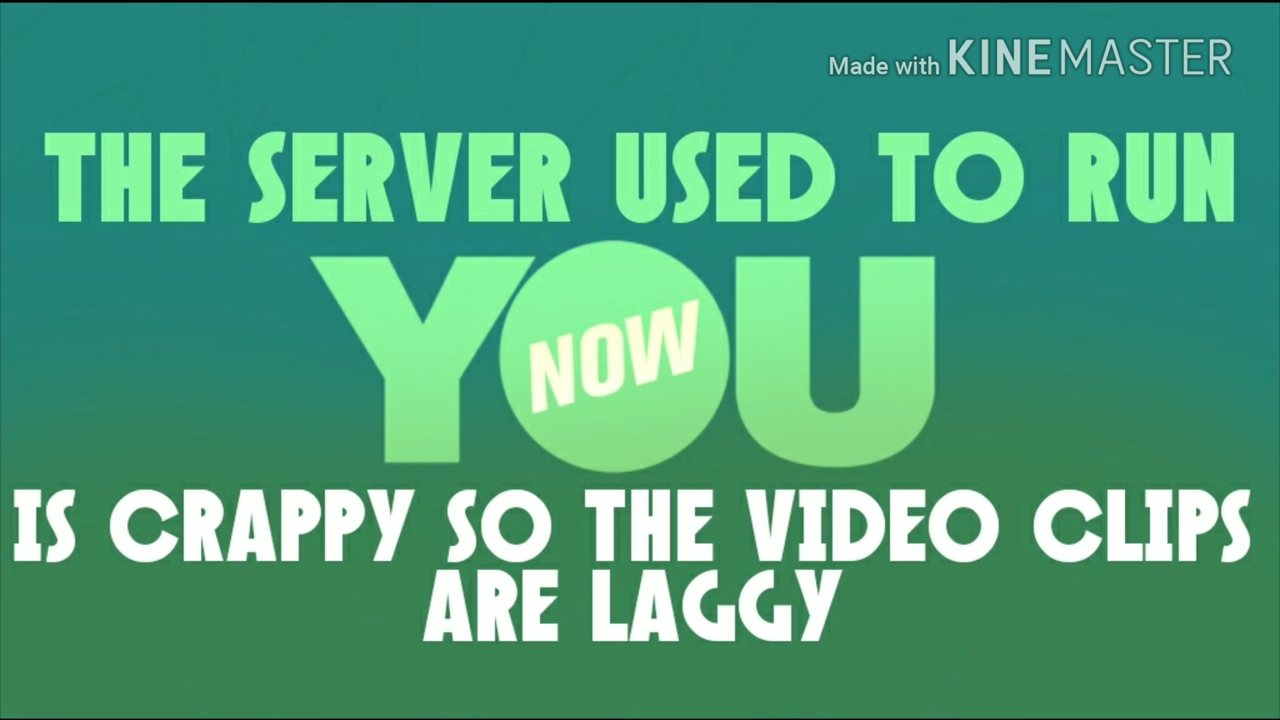 Made with KINEMASTER
THE SERVER USED TO RUN
YOU
NOW
IS CRAPPY SO THE VIDEO CLIPS
ARE LAGGY